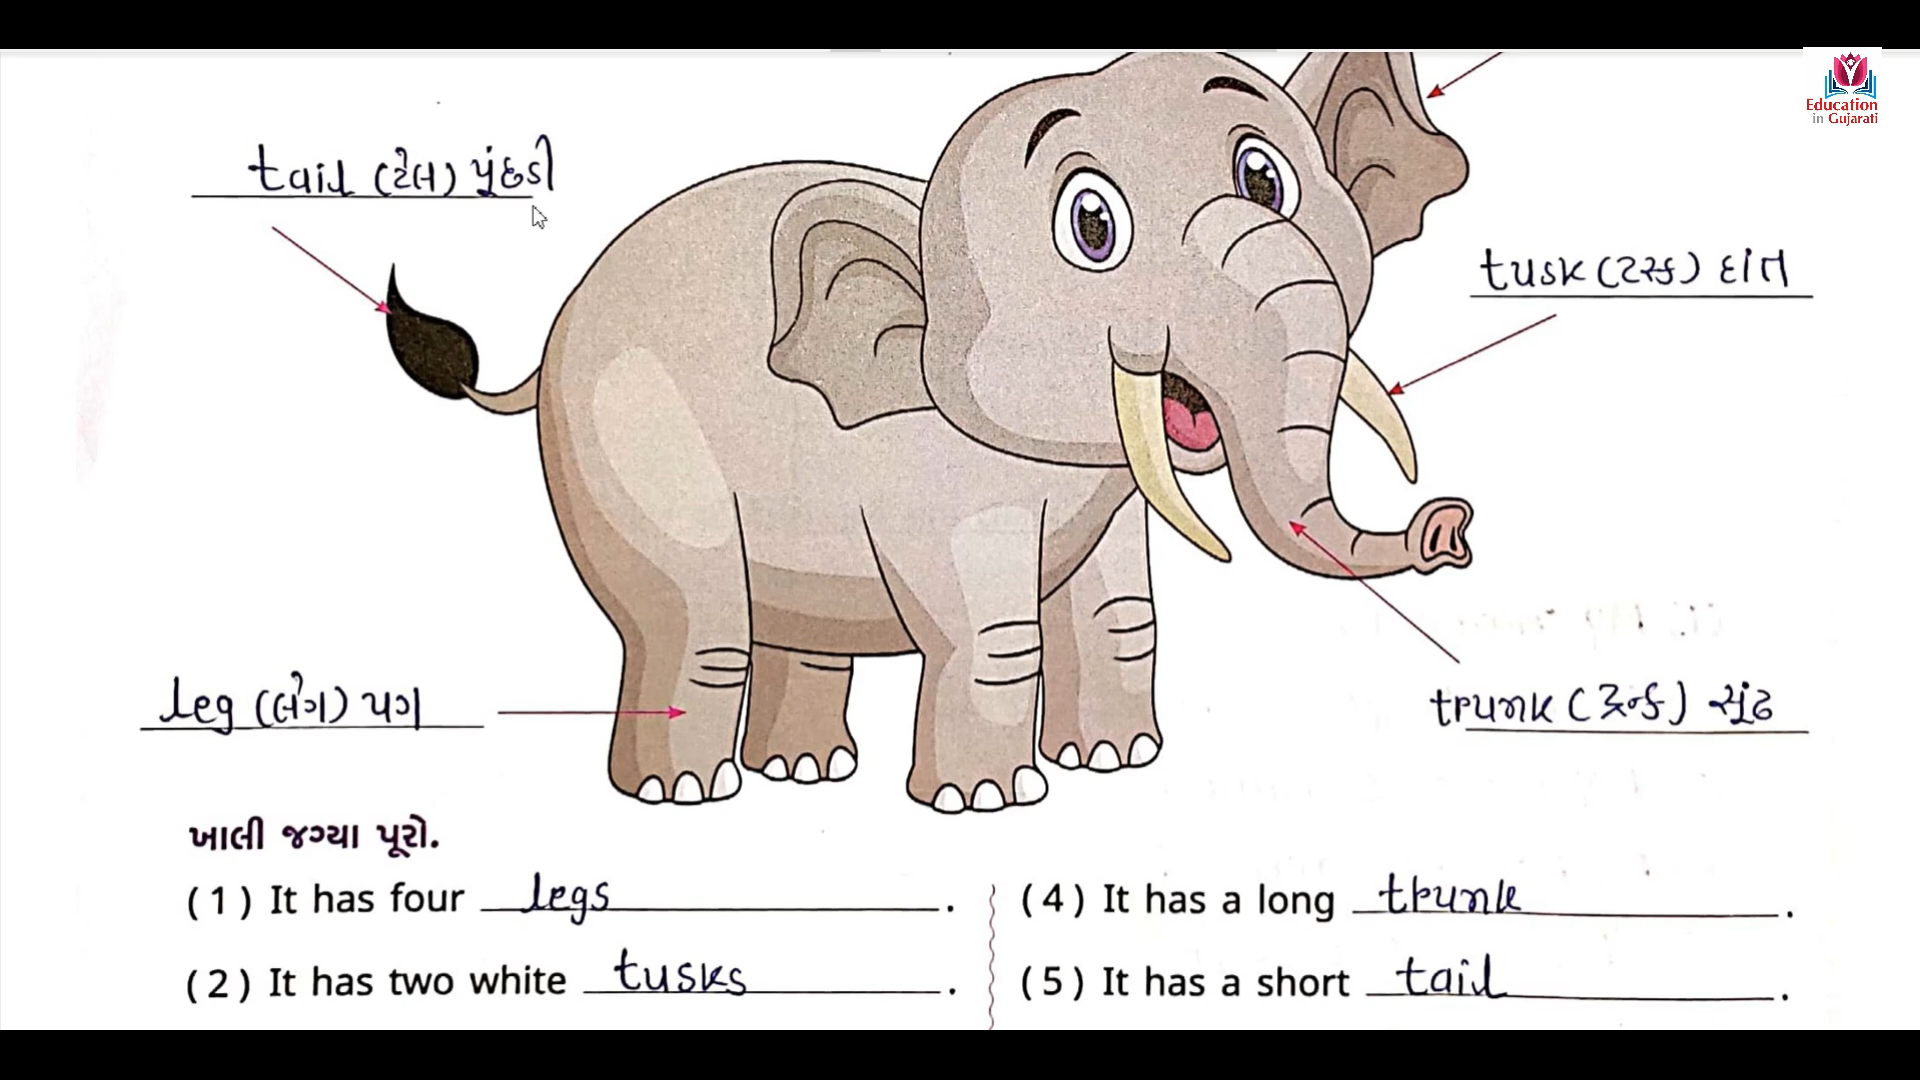 Education
in Gujarati
tail (ટેલ) પૂંછડી
tusk (ટસ્ક) દાંત
leg (લેગ) પગ
trunk (ટ્રન્ક) સૂંઢ
ખાલી જગ્યા પૂરો.
(1) It has four legs.
(2) It has two white tusks.
(4) It has a long trunk.
(5) It has a short tail.